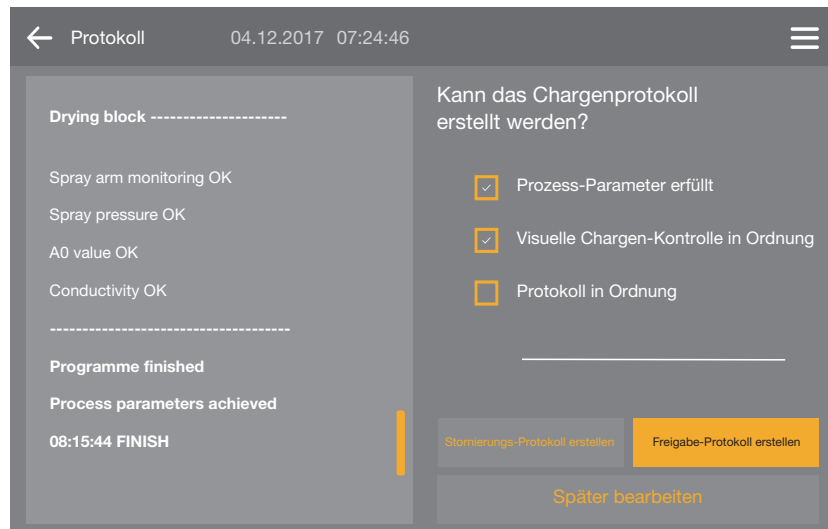 Protokoll 04.12.2017 07:24:46
Drying block ---------------------
Spray arm monitoring OK
Spray pressure OK
A0 value OK
Conductivity OK
-------------------------------------
Programme finished
Process parameters achieved
08:15:44 FINISH
Kann das Chargenprotokoll
erstellt werden?
Prozess-Parameter erfüllt
Visuelle Chargen-Kontrolle in Ordnung
Protokoll in Ordnung
Stornierungs-Protokoll erstellen
Freigabe-Protokoll erstellen
Später bearbeiten